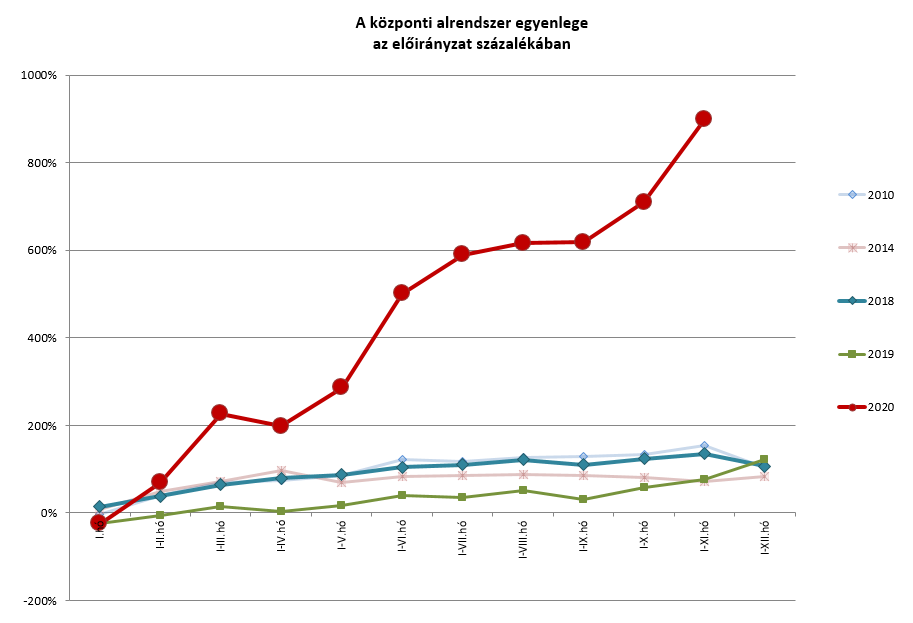 A központi alrendszer egyenlege
az előirányzat százalékában
1000%
800%
600%
400%
200%
0%
-200%
I-II.hó
I-III.hó
I-IV.hó
I-V.hó
I-VI.hó
I-VII.hó
I-VIII.hó
I-IX.hó
I-X.hó
I-XI.hó
I-XII.hó
2010
2014
2018
2019
2020